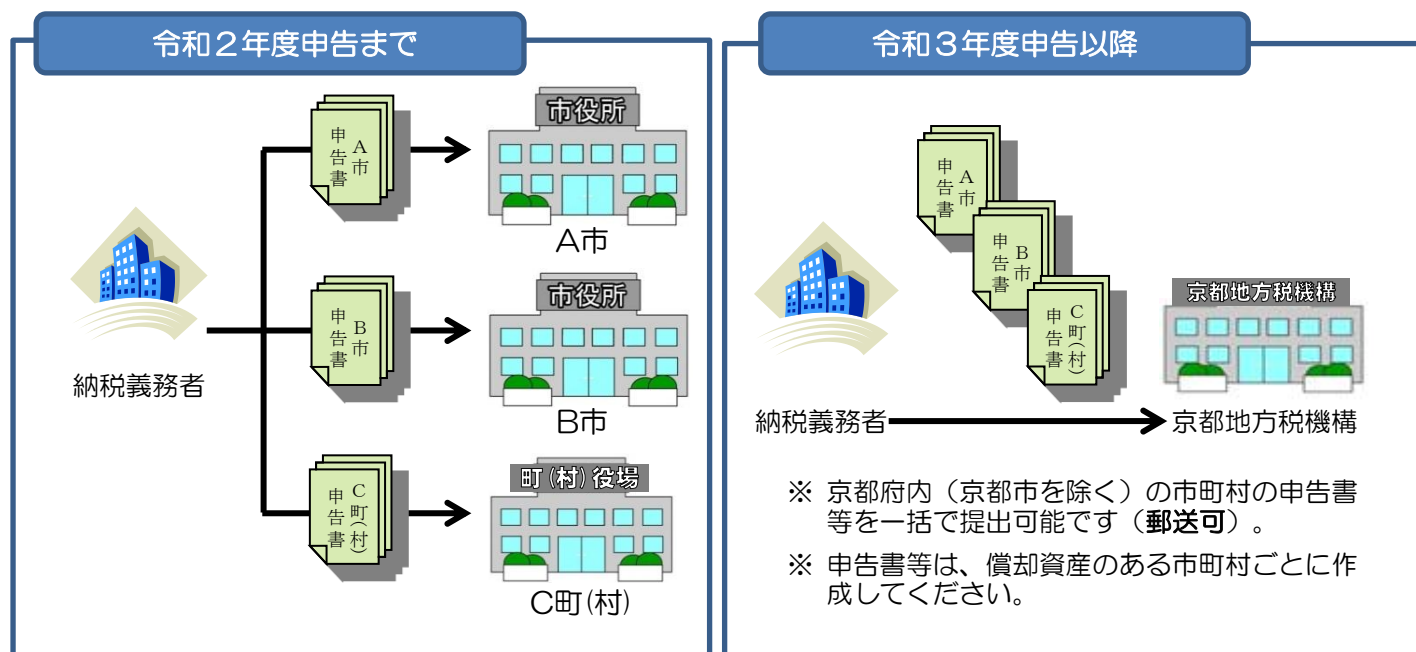 令和２年度申告まで
A市
申告書
市役所
A市
B市
申告書
市役所
B市
納税義務者
C町（村）
申告書
町(村)役場
C町(村)
令和３年度申告以降
A市
申告書
B市
申告書
C町（村）
申告書
京都地方税機構
納税義務者
京都地方税機構
※ 京都府内（京都市を除く）の市町村の申告書
等を一括で提出可能です（郵送可）。
※ 申告書等は、償却資産のある市町村ごとに作
成してください。